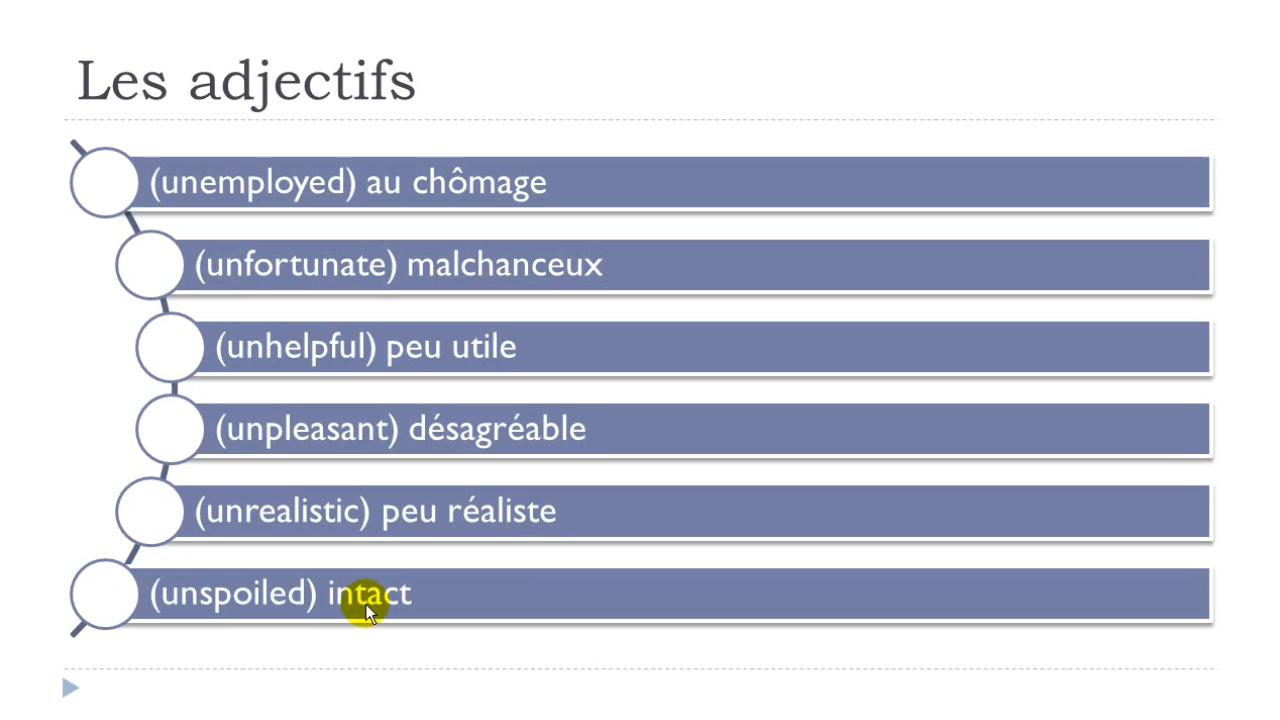 Les adjectifs
(unemployed) au chômage
(unfortunate) malchanceux
(unhelpful) peu utile
(unpleasant) désagréable
(unrealistic) peu réaliste
(unspoiled) intact